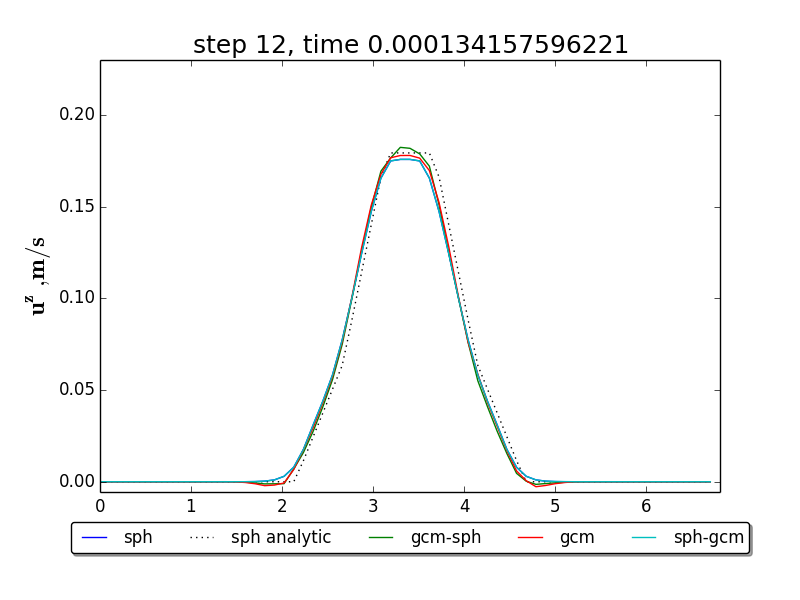 step 12, time 0.000134157596221
0.20
0.15
0.10
0.05
0.00
u^z ,m/s
0 1 2 3 4 5 6
sph sph analytic gcm-sph gcm sph-gcm